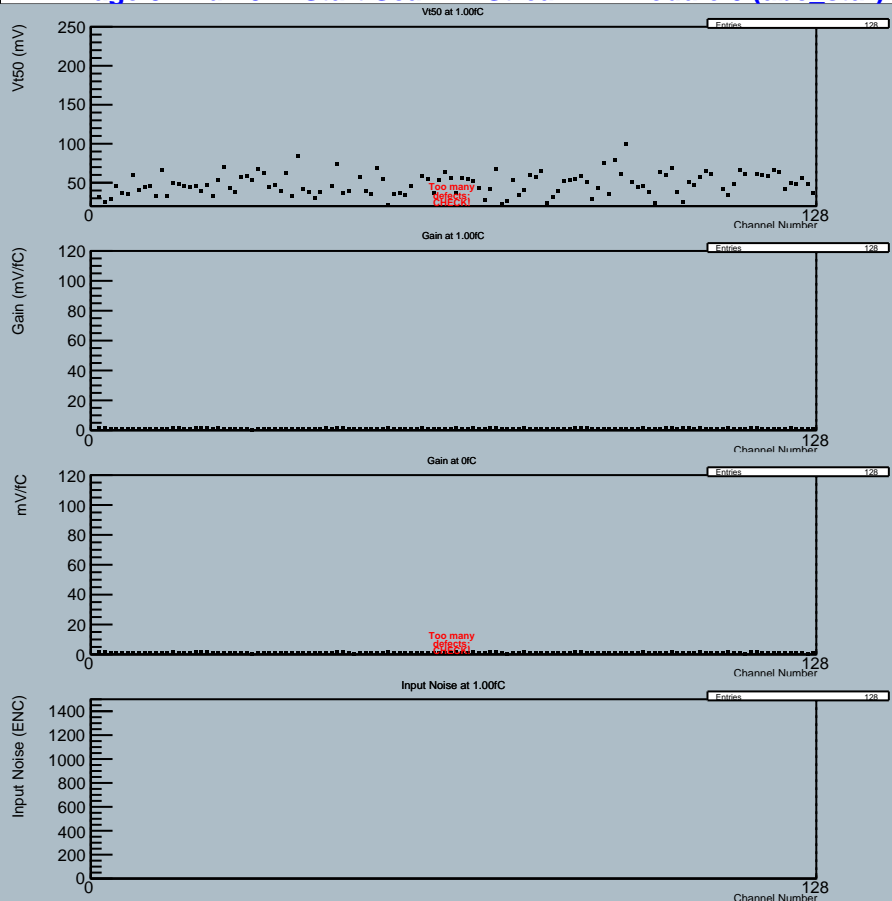 Vt50 at 1.00fC
Entries 128
Vt50 (mV)
250
200
150
100
50
Too many
defects:
CHECK!
0
128
Channel Number
Gain at 1.00fC
Entries 128
Gain (mV/fC)
120
100
80
60
40
20
0
0
128
Channel Number
Gain at 0fC
Entries 128
mV/fC
120
100
80
60
40
20
Too many
defects:
CHECK!
0
0
128
Channel Number
Input Noise at 1.00fC
Entries 128
Input Noise (ENC)
1400
1200
1000
800
600
400
200
0
0
128
Channel Number